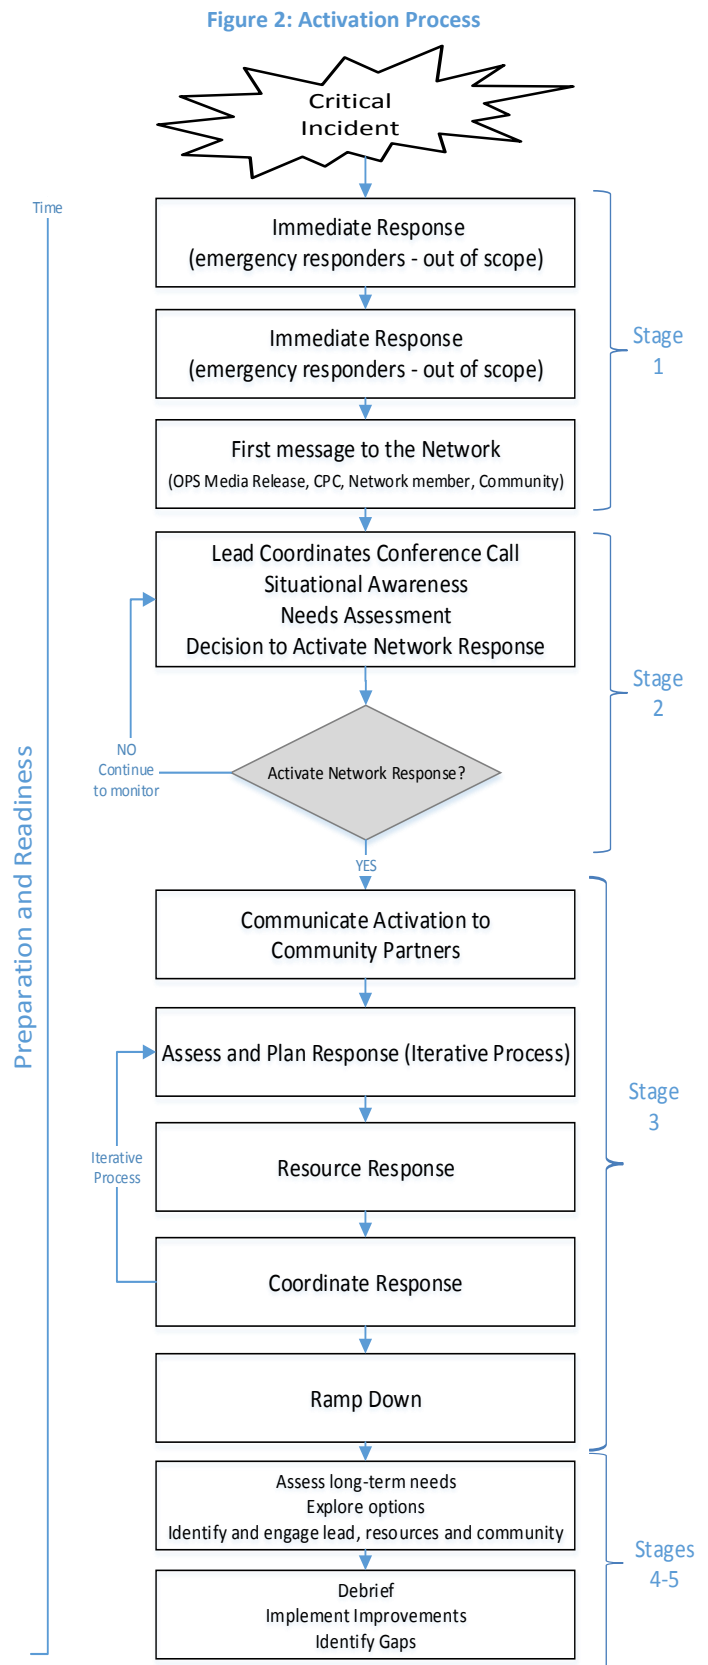 Figure 2: Activation Process
Critical
Incident
Time
Immediate Response
(emergency responders - out of scope)
Immediate Response
(emergency responders - out of scope)
Stage
1
First message to the Network
(OPS Media Release, CPC, Network member, Community)
Lead Coordinates Conference Call
Situational Awareness
Needs Assessment
Decision to Activate Network Response
Stage
2
NO
Continue
to monitor
Activate Network Response?
YES
Preparation and Readiness
Communicate Activation to
Community Partners
Assess and Plan Response (Iterative Process)
Stage
3
Iterative
Process
Resource Response
Coordinate Response
Ramp Down
Assess long-term needs
Explore options
Identify and engage lead, resources and community
Stages
4-5
Debrief
Implement Improvements
Identify Gaps